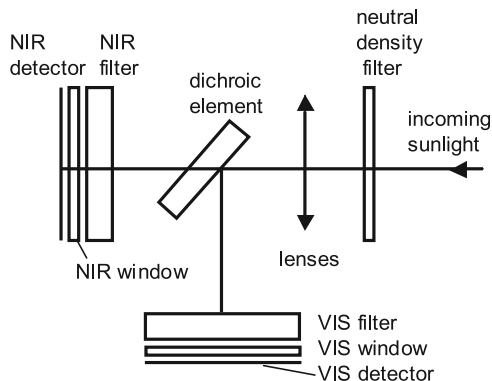 NIR
detector
NIR
filter
dichroic
element
neutral
density
filter
incoming
sunlight
NIR window
lenses
VIS filter
VIS window
VIS detector